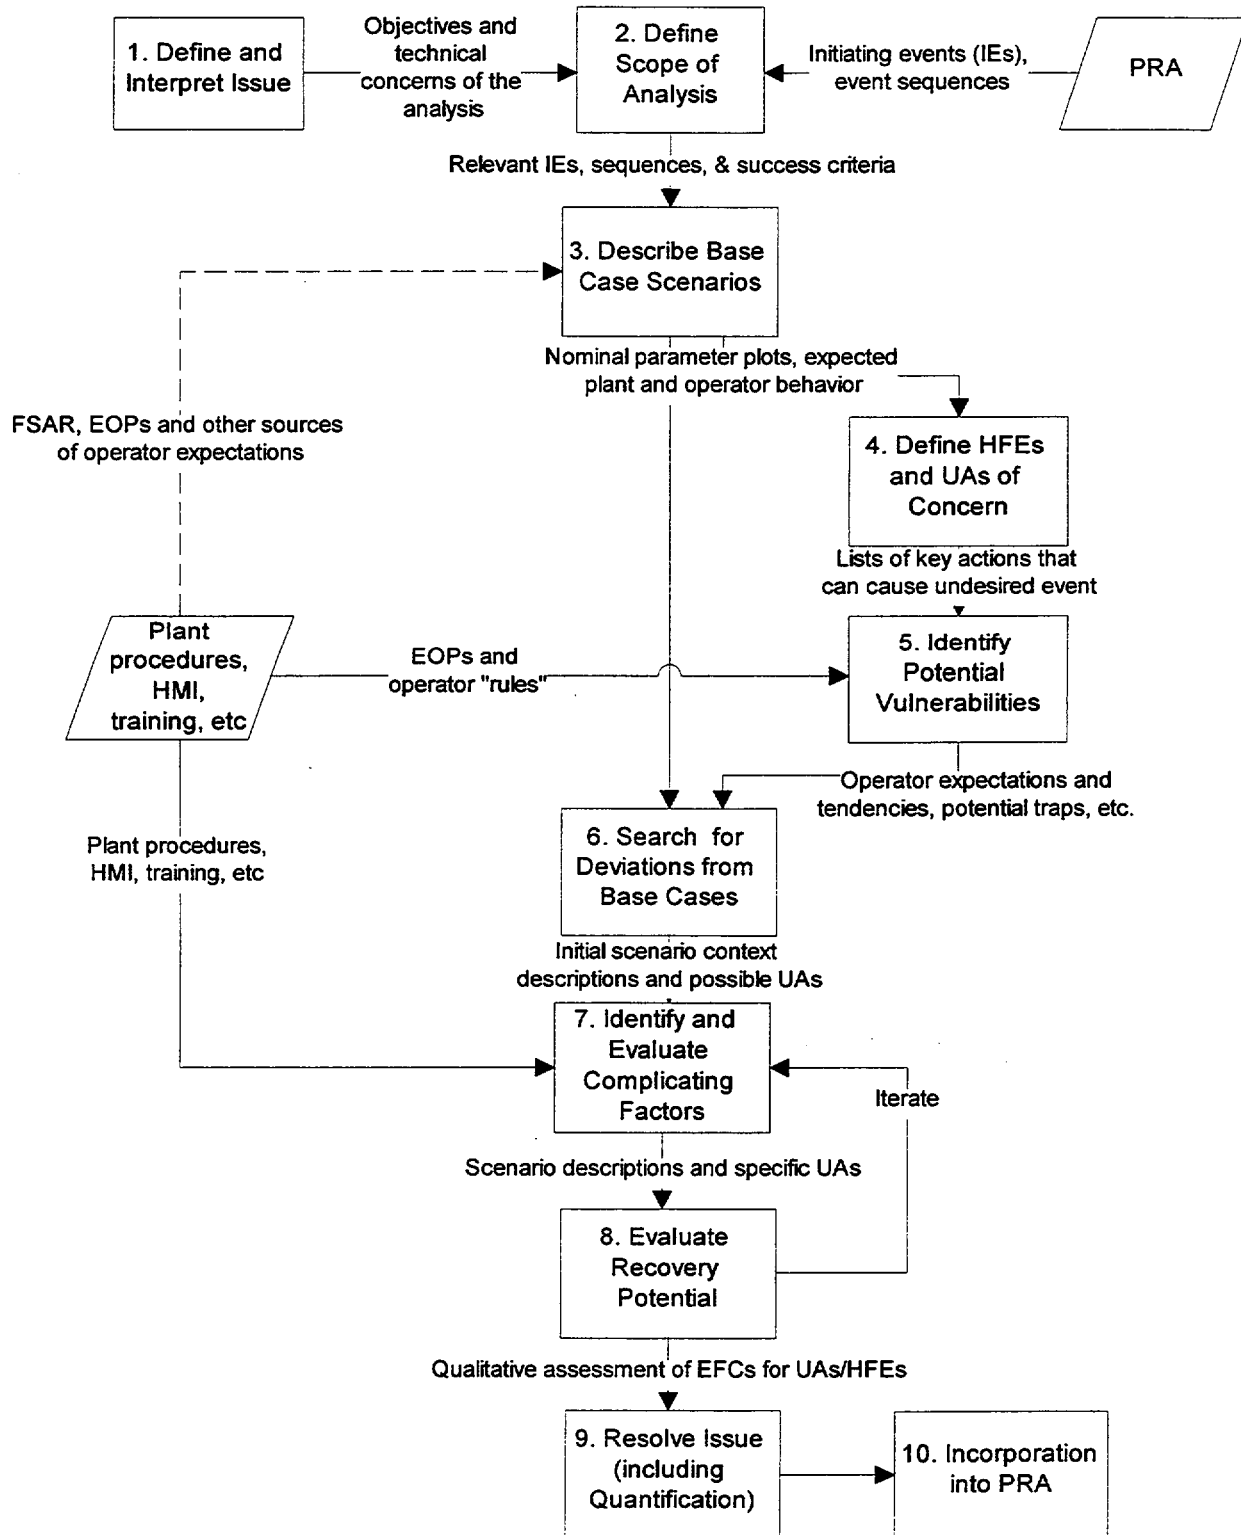 1. Define and
Interpret Issue
Objectives and
technical
concerns of the
analysis
2. Define
Scope of
Analysis
Initiating events (IEs),
event sequences
PRA
Relevant IEs, sequences, & success criteria
3. Describe Base
Case Scenarios
Nominal parameter plots, expected
plant and operator behavior
FSAR, EOPs and other sources
of operator expectations
4. Define HFEs
and UAs of
Concern
Lists of key actions that
can cause undesired event
Plant
procedures,
HMI,
training, etc
EOPs and
operator "rules"
5. Identify
Potential
Vulnerabilities
Operator expectations and
tendencies, potential traps, etc.
Plant procedures,
HMI, training, etc
6. Search for
Deviations from
Base Cases
Initial scenario context
descriptions and possible UAs
7. Identify and
Evaluate
Complicating
Factors
Iterate
Scenario descriptions and specific UAs
8. Evaluate
Recovery
Potential
Qualitative assessment of EFCs for UAs/HFEs
9. Resolve Issue
(including
Quantification)
10. Incorporation
into PRA